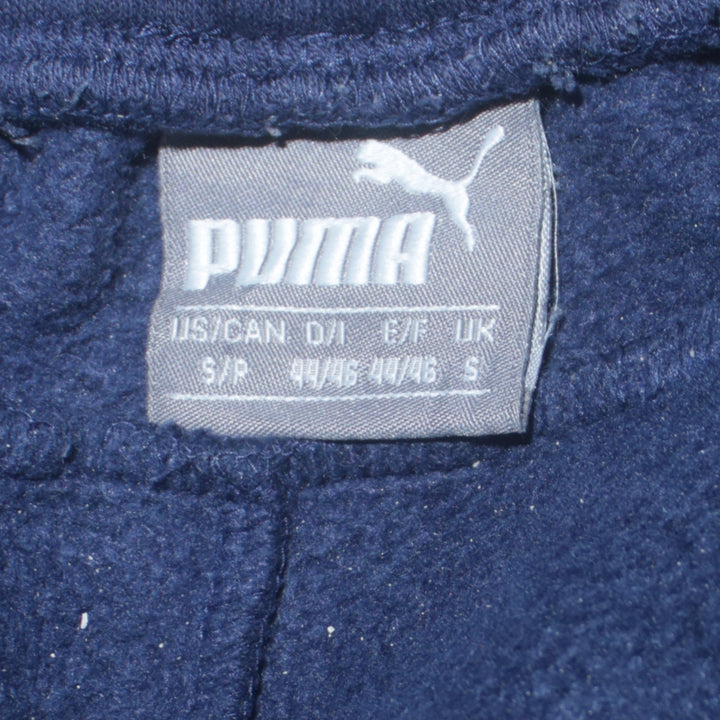 PUMA
US/CAN D/I E/F UK
S/P 44/46 44/46 S